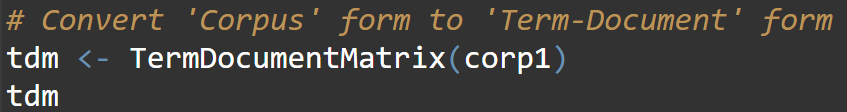 # Convert 'Corpus' form to 'Term-Document' form
tdm <- TermDocumentMatrix(corp1)
tdm